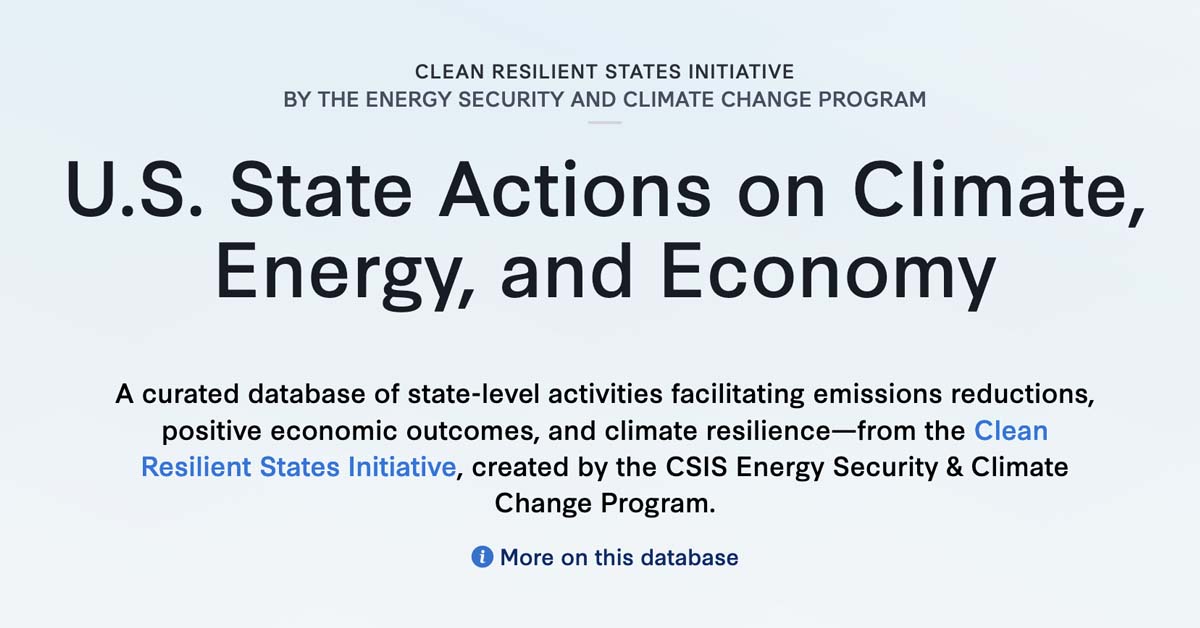 CLEAN RESILIENT STATES INITIATIVE
BY THE ENERGY SECURITY AND CLIMATE CHANGE PROGRAM
U.S. State Actions on Climate,
Energy, and Economy
A curated database of state-level activities facilitating emissions reductions,
positive economic outcomes, and climate resilience—from the Clean
Resilient States Initiative, created by the CSIS Energy Security & Climate
Change Program.
i More on this database